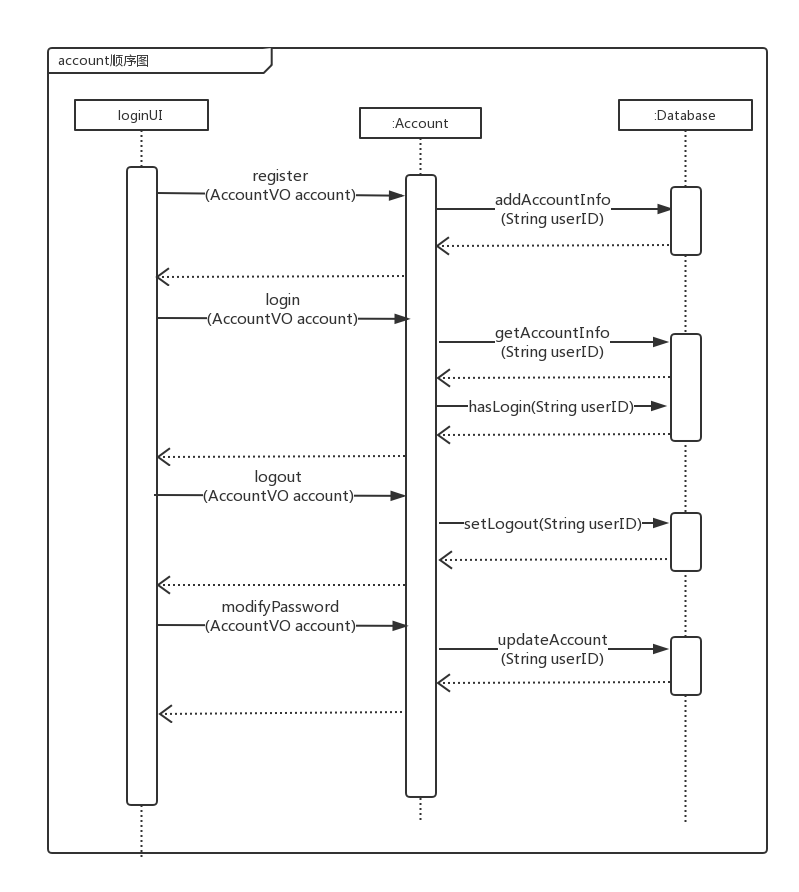 account顺序图
loginUI
:Account
:Database
register
(AccountVO account)
addAccountInfo
(String userID)
login
(AccountVO account)
getAccountInfo
(String userID)
hasLogin(String userID)
logout
(AccountVO account)
setLogout(String userID)
modifyPassword
(AccountVO account)
updateAccount
(String userID)